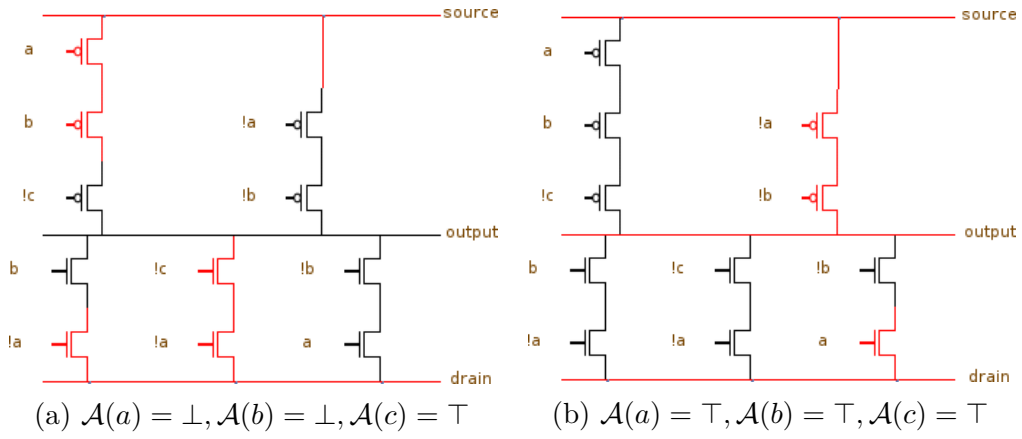 source
a
b
!a
!c
!b
output
b
!c
!b
!a
!a
a
drain
(a) 𝒜(a) = ⊥, 𝒜(b) = ⊥, 𝒜(c) = ⊤
source
a
b
!a
!c
!b
output
b
!c
!b
!a
!a
a
drain
(b) 𝒜(a) = ⊤, 𝒜(b) = ⊤, 𝒜(c) = ⊤